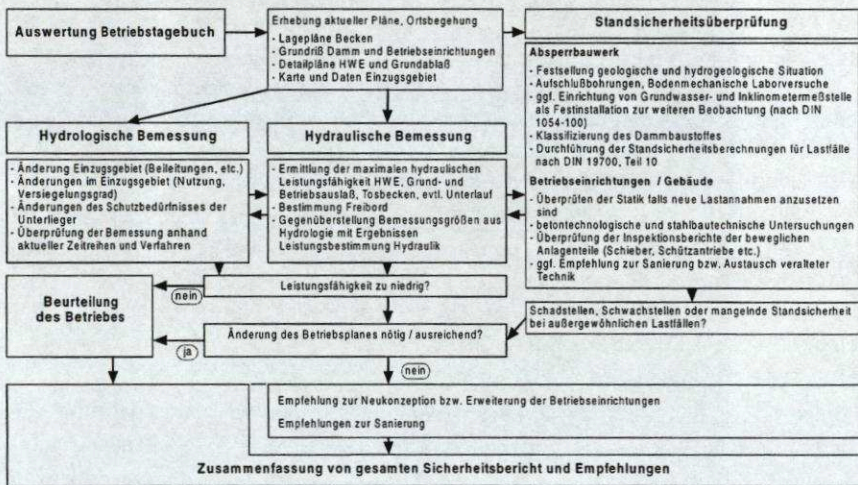 Auswertung Betriebstagebuch
Erhebung aktueller Pläne, Ortsbegehung
- Lagepläne Becken
- Grundriß Damm und Betriebseinrichtungen
- Detailpläne HWE und Grundablaß
- Karte und Daten Einzugsgebiet
Standsicherheitsüberprüfung
Absperrbauwerk
- Festsellung geologische und hydrogeologische Situation
- Aufschlußbohrungen, Bodenmechanische Laborversuche
- ggf. Einrichtung von Grundwasser- und Inklinometermeßstelle
als Festinstallation zur weiteren Beobachtung (nach DIN
1054-100)
- Klassifizierung des Dammbaustoffes
- Durchführung der Standsicherheitsberechnungen für Lastfälle
nach DIN 19700, Teil 10
Betriebseinrichtungen / Gebäude
- Überprüfen der Statik falls neue Lastannahmen anzusetzen
sind
- betontechnologische und stahlbautechnische Untersuchungen
- Überprüfung der Inspektionsberichte der beweglichen
Anlagenteile (Schieber, Schützantriebe etc.)
- ggf. Empfehlung zur Sanierung bzw. Austausch veralteter
Technik
Hydrologische Bemessung
- Änderung Einzugsgebiet (Beileitungen, etc.)
- Änderungen im Einzugsgebiet (Nutzung,
Versiegelungsgrad)
- Änderungen des Schutzbedürfnisses der
Unterlieger
- Überprüfung der Bemessung anhand
aktueller Zeitreihen und Verfahren
Hydraulische Bemessung
- Ermittlung der maximalen hydraulischen
Leistungsfähigkeit HWE, Grund- und
Betriebsauslaß, Tosbecken, evtl. Unterlauf
- Bestimmung Freibord
- Gegenüberstellung Bemessungsgrößen aus
Hydrologie mit Ergebnissen
Leistungsbestimmung Hydraulik
nein
Leistungsfähigkeit zu niedrig?
Beurteilung
des Betriebes
Schadstellen, Schwachstellen oder mangelnde Standsicherheit
bei außergewöhnlichen Lastfällen?
Änderung des Betriebsplanes nötig / ausreichend?
ja
nein
Empfehlung zur Neukonzeption bzw. Erweiterung der Betriebseinrichtungen
Empfehlungen zur Sanierung
Zusammenfassung von gesamten Sicherheitsbericht und Empfehlungen